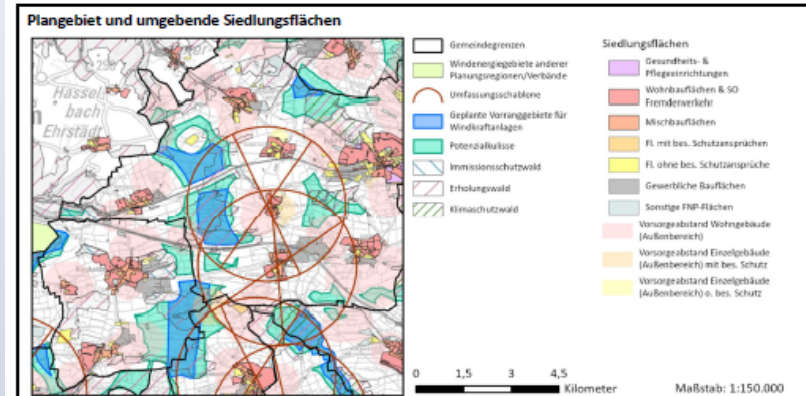 Plangebiet und umgebende Siedlungsflächen
Hassel
bach
Ehrstädt
Gemeindegrenzen
Windenergiegebiete anderer
Planungsregionen/Verbände
Umfassungsschablone
Geplante Vorranggebiete für
Windkraftanlagen
Potenzialkulisse
Immissionsschutzwald
Erholungswald
Klimaschutzwald
Siedlungsflächen
Gesundheits- &
Pflegeeinrichtungen
Wohnbauflächen & SO
Fremdenverkehr
Mischbauflächen
Fl. mit bes. Schutzansprüchen
Fl. ohne bes. Schutzansprüche
Gewerbliche Bauflächen
Sonstige FNP-Flächen
Vorsorgeabstand Wohngebäude
(Außenbereich)
Vorsorgeabstand Einzelgebäude
(Außenbereich) mit bes. Schutz
Vorsorgeabstand Einzelgebäude
(Außenbereich) o. bes. Schutz
0 1,5 3 4,5
Kilometer
Maßstab: 1:150.000